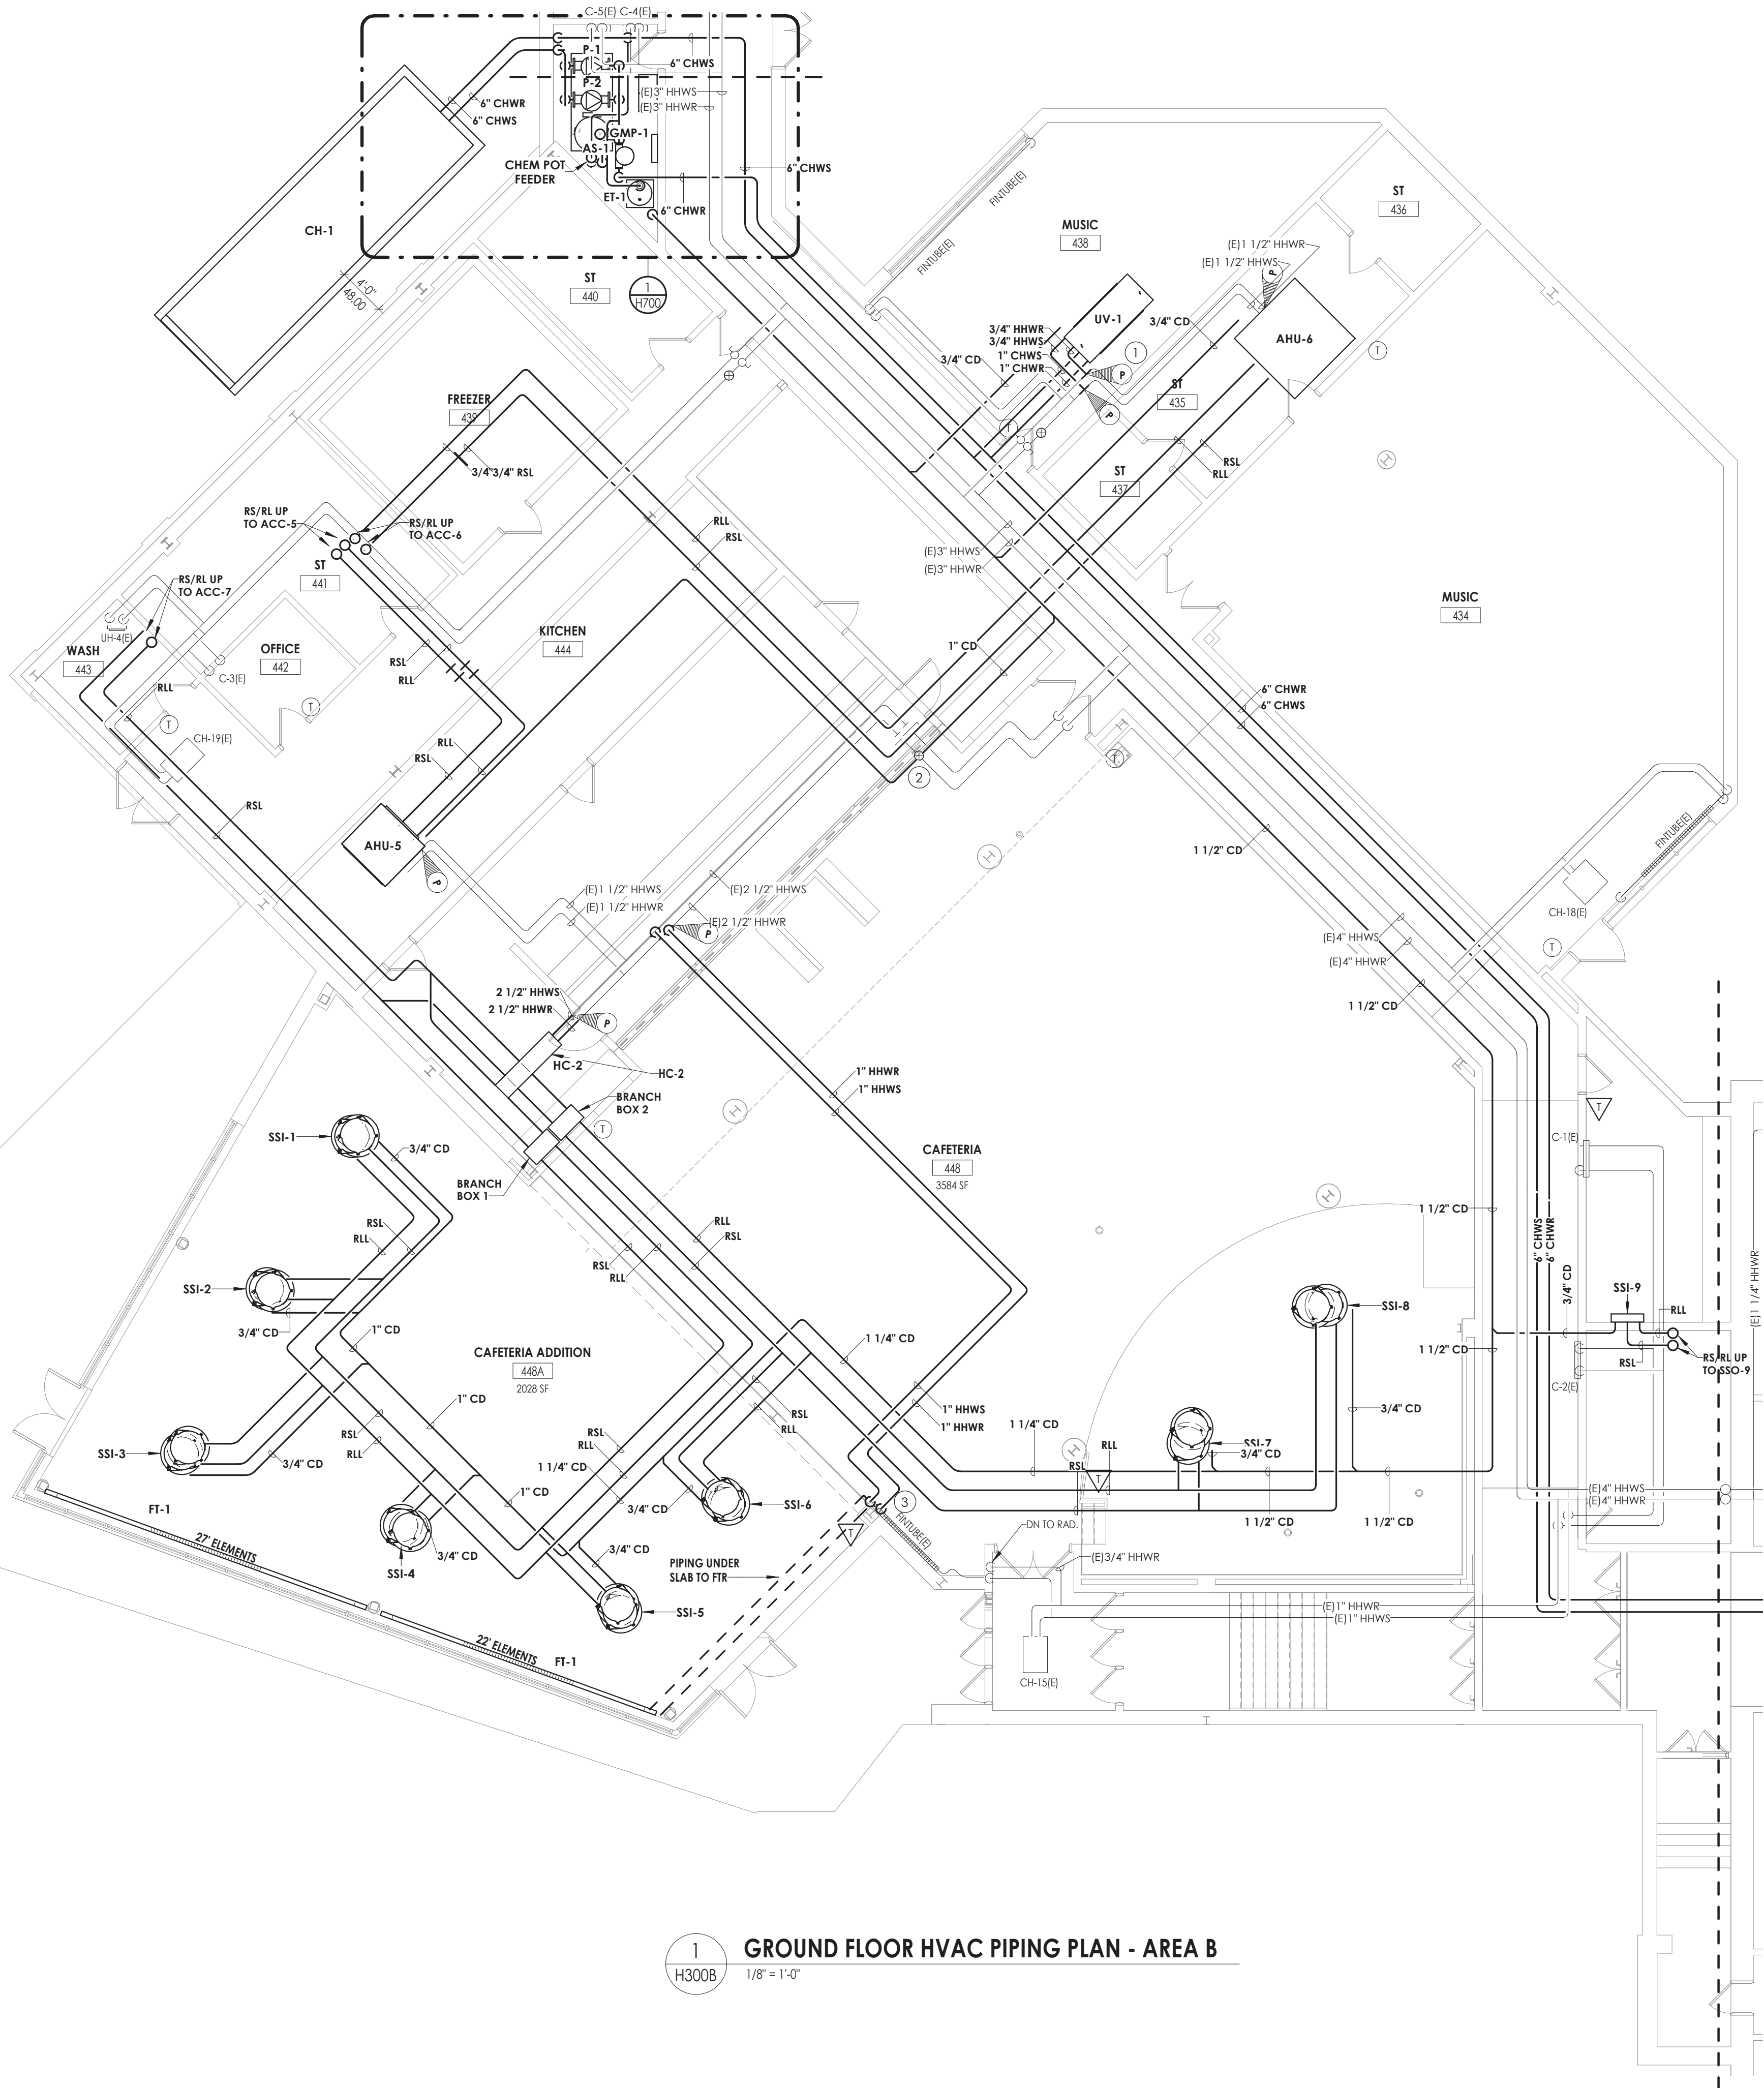 C-5(E) C-4(E)
P-1
6" CHWS
P-2
(E)3" HHWS
(E)3" HHWR
6" CHWR
6" CHWS
GMP-1
AS-1
CHEM POT
FEEDER
6" CHWS
ET-1
6" CHWR
CH-1
4'-0"
48.00
ST
440
1
H700
FINTUBE(E)
FINTUBE(E)
MUSIC
438
ST
436
(E)1 1/2" HHWR
(E)1 1/2" HHWS
P
UV-1
3/4" CD
AHU-6
T
3/4" HHWR
3/4" HHWS
1" CHWS
1" CHWR
3/4" CD
1
P
P
ST
435
T
FREEZER
439
3/4"3/4" RSL
RSL
RLL
ST
437
H
RS/RL UP
TO ACC-5
RS/RL UP
TO ACC-6
ST
441
RLL
RSL
(E)3" HHWS
(E)3" HHWR
RS/RL UP
TO ACC-7
UH-4(E)
WASH
443
OFFICE
442
KITCHEN
444
MUSIC
434
C-3(E)
RSL
RLL
RLL
1" CD
6" CHWR
6" CHWS
T
T
CH-19(E)
RLL
RSL
2
T
RSL
AHU-5
P
1 1/2" CD
FINTUBE(E)
CH-18(E)
(E)1 1/2" HHWS
(E)1 1/2" HHWR
(E)2 1/2" HHWS
(E)2 1/2" HHWR
P
H
(E)4" HHWS
(E)4" HHWR
T
2 1/2" HHWS
2 1/2" HHWR
P
1 1/2" CD
HC-2
HC-2
1" HHWR
1" HHWS
BRANCH
BOX 2
T
H
T
SSI-1
3/4" CD
BRANCH
BOX 1
CAFETERIA
448
3584 SF
C-1(E)
H
RSL
RLL
RLL
RSL
RSL
RLL
1 1/2" CD
6" CHWS
6" CHWR
(E)1 1/4" HHWR
SSI-2
3/4" CD
1" CD
3/4" CD
SSI-9
RLL
SSI-8
1 1/4" CD
1 1/2" CD
RSL
RS/RL UP
TO SSO-9
C-2(E)
CAFETERIA ADDITION
448A
2028 SF
1" CD
RSL
RLL
RSL
RLL
1" HHWS
1" HHWR
3/4" CD
RSL
RLL
1 1/4" CD
SSI-3
3/4" CD
1 1/4" CD
H
RLL
RSL
SSI-7
3/4" CD
T
1" CD
3/4" CD
SSI-6
3
(E)4" HHWS
(E)4" HHWR
FT-1
27' ELEMENTS
SSI-4
3/4" CD
3/4" CD
T
FINTUBE(E)
DN TO RAD.
(E)3/4" HHWR
1 1/2" CD
1 1/2" CD
PIPING UNDER
SLAB TO FTR
SSI-5
(E)1" HHWR
(E)1" HHWS
22' ELEMENTS
FT-1
CH-15(E)
1
H300B
GROUND FLOOR HVAC PIPING PLAN - AREA B
1/8" = 1'-0"